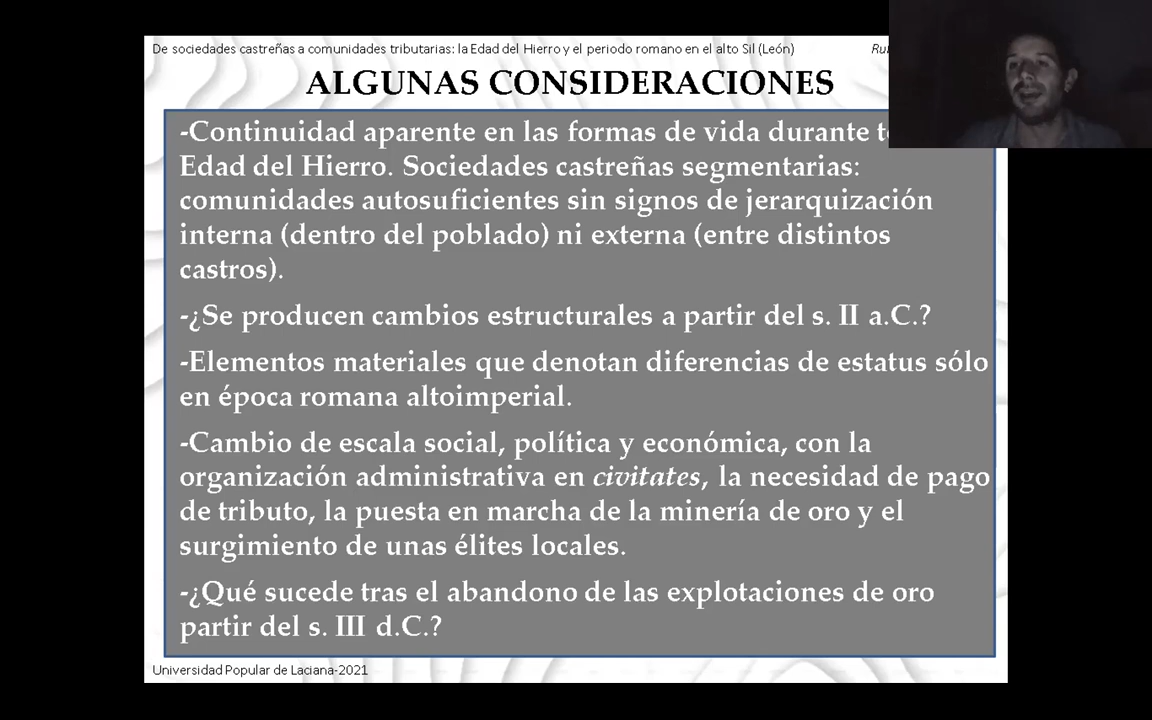 De sociedades castreñas a comunidades tributarias: la Edad del Hierro y el periodo romano en el alto Sil (León)
ALGUNAS CONSIDERACIONES
-Continuidad aparente en las formas de vida durante
Edad del Hierro. Sociedades castreñas segmentarias:
comunidades autosuficientes sin signos de jerarquización
interna (dentro del poblado) ni externa (entre distintos
castros).
-¿Se producen cambios estructurales a partir del s. II a.C.?
-Elementos materiales que denotan diferencias de estatus sólo
en época romana altoimperial.
-Cambio de escala social, política y económica, con la
organización administrativa en civitates, la necesidad de pago
de tributo, la puesta en marcha de la minería de oro y el
surgimiento de unas élites locales.
-¿Qué sucede tras el abandono de las explotaciones de oro
partir del s. III d.C.?
Universidad Popular de Laciana-2021